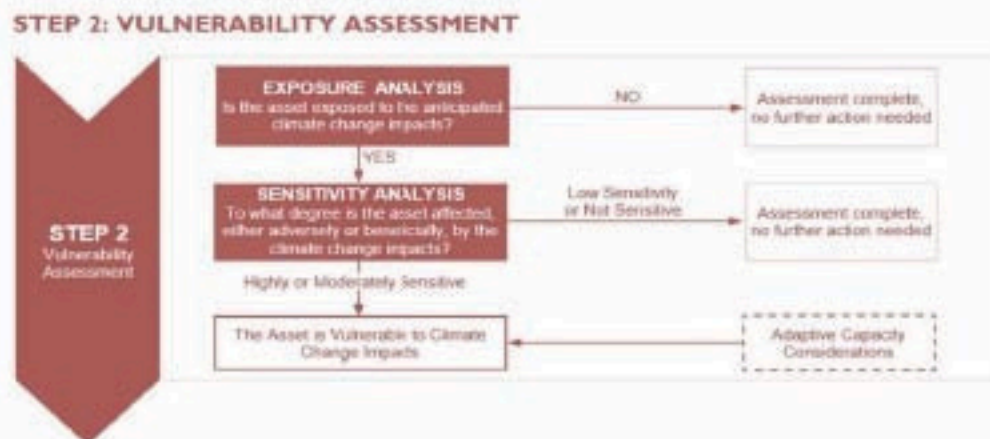 STEP 2: VULNERABILITY ASSESSMENT
EXPOSURE ANALYSIS
Is the asset exposed to the anticipated
climate change impacts?
NO
Assessment complete,
no further action needed
YES
SENSITIVITY ANALYSIS
To what degree is the asset affected,
either adversely or beneficially, by the
climate change impacts?
Low Sensitivity
or Not Sensitive
Assessment complete,
no further action needed
STEP 2
Vulnerability
Assessment
Highly or Moderately Sensitive
The Asset is Vulnerable to Climate
Change Impacts
Adaptive Capacity
Considerations